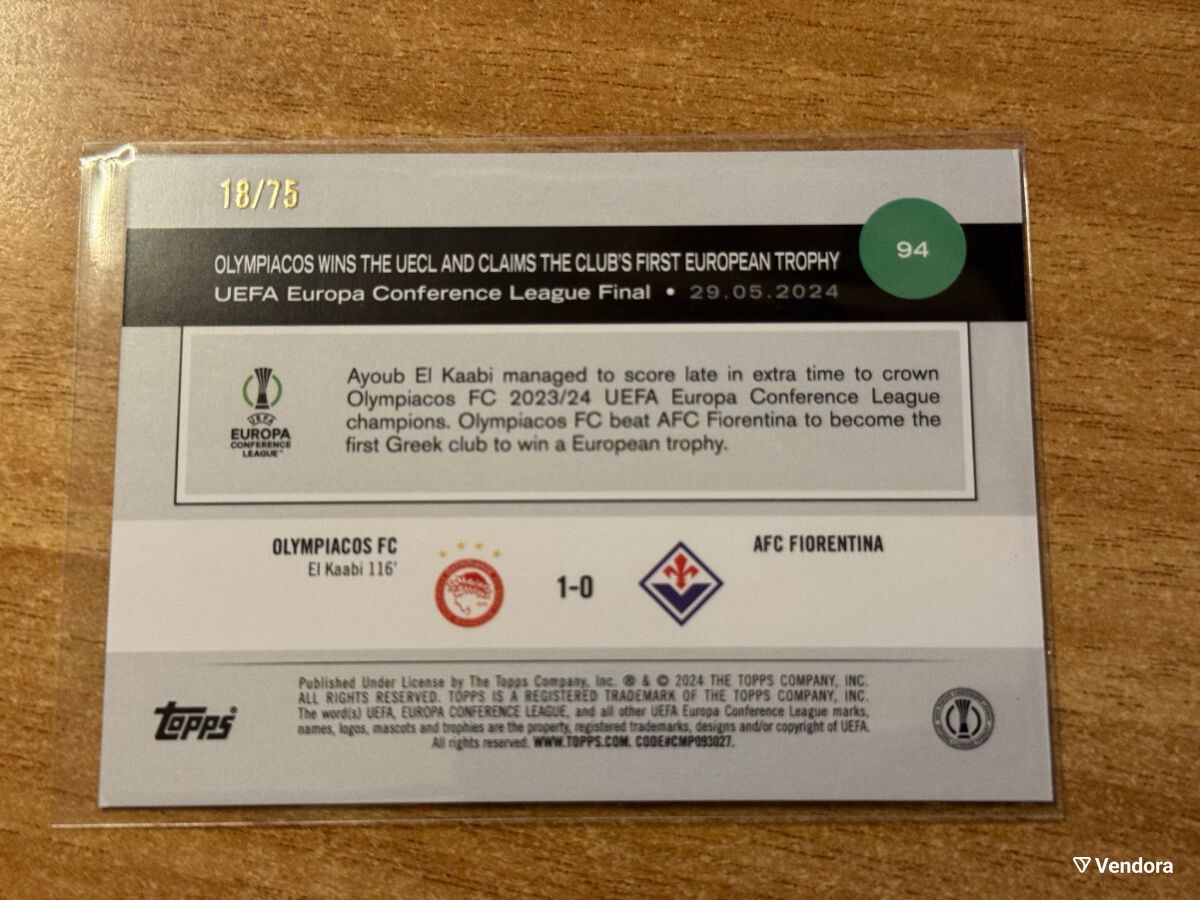 18/75
OLYMPIACOS WINS THE UECL AND CLAIMS THE CLUB'S FIRST EUROPEAN TROPHY
94
UEFA Europa Conference League Final • 29.05.2024
Ayoub El Kaabi managed to score late in extra time to crown
Olympiacos FC 2023/24 UEFA Europa Conference League
champions. Olympiacos FC beat AFC Fiorentina to become the
first Greek club to win a European trophy.
UEFA
EUROPA
CONFERENCE
LEAGUE™
OLYMPIACOS FC
El Kaabi 116'
1-0
AFC FIORENTINA
Published Under License by The Topps Company, Inc. ® & © 2024 THE TOPPS COMPANY, INC.
ALL RIGHTS RESERVED. TOPPS IS A REGISTERED TRADEMARK OF THE TOPPS COMPANY, INC.
The word(s) UEFA, EUROPA CONFERENCE LEAGUE, and all other UEFA Europa Conference League marks,
names, logos, mascots and trophies are the property, registered trademarks, designs and/or copyright of UEFA.
All rights reserved. WWW.TOPPS.COM. CODE#CMP093027.
topps®
Vendora